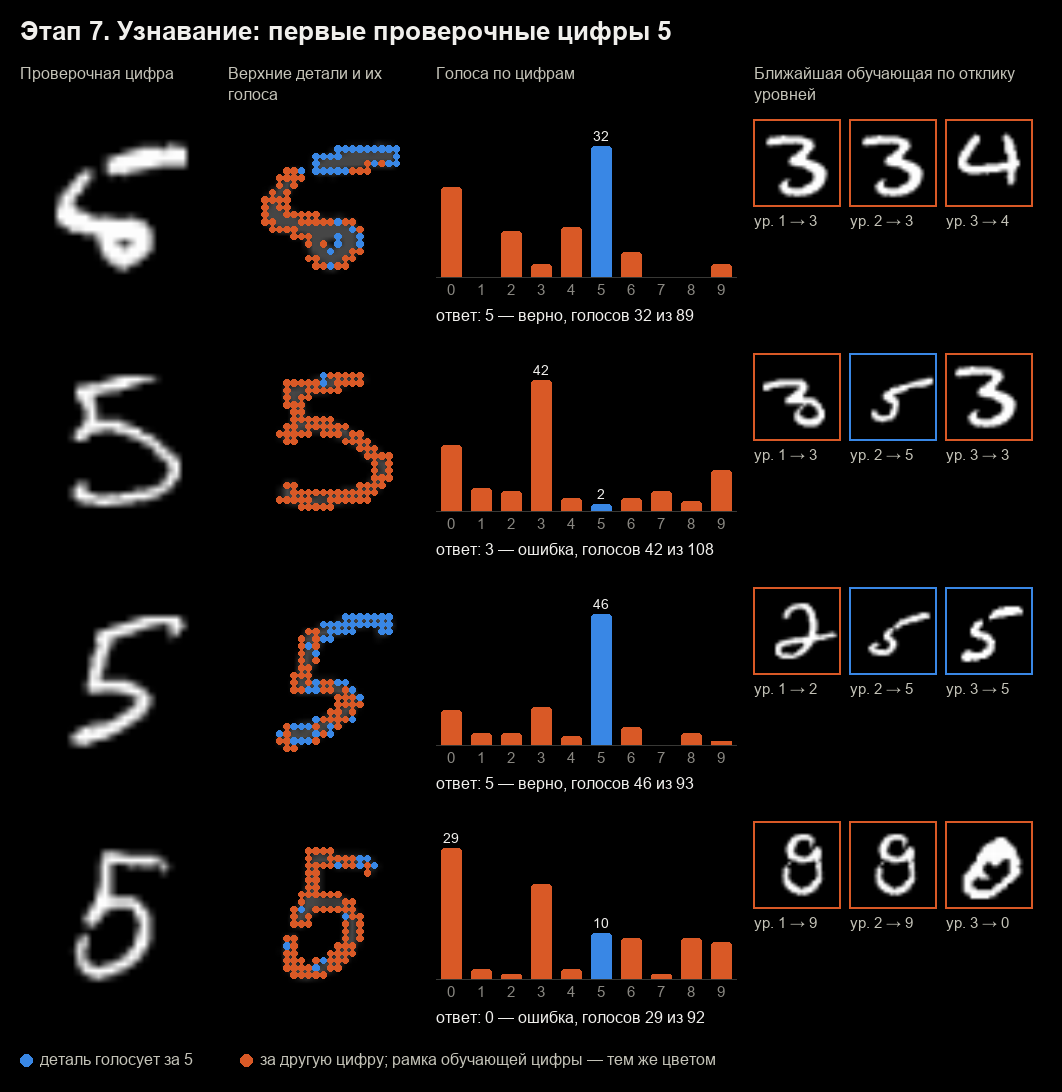 Этап 7. Узнавание: первые проверочные цифры 5
Проверочная цифра
Верхние детали и их
голоса
Голоса по цифрам
Ближайшая обучающая по отклику
уровней
32
0 1 2 3 4 5 6 7 8 9
ответ: 5 — верно, голосов 32 из 89
ур. 1 → 3 ур. 2 → 3 ур. 3 → 4
42
2
0 1 2 3 4 5 6 7 8 9
ответ: 3 — ошибка, голосов 42 из 108
ур. 1 → 3 ур. 2 → 5 ур. 3 → 3
46
0 1 2 3 4 5 6 7 8 9
ответ: 5 — верно, голосов 46 из 93
ур. 1 → 2 ур. 2 → 5 ур. 3 → 5
29
10
0 1 2 3 4 5 6 7 8 9
ответ: 0 — ошибка, голосов 29 из 92
ур. 1 → 9 ур. 2 → 9 ур. 3 → 0
деталь голосует за 5
за другую цифру; рамка обучающей цифры — тем же цветом